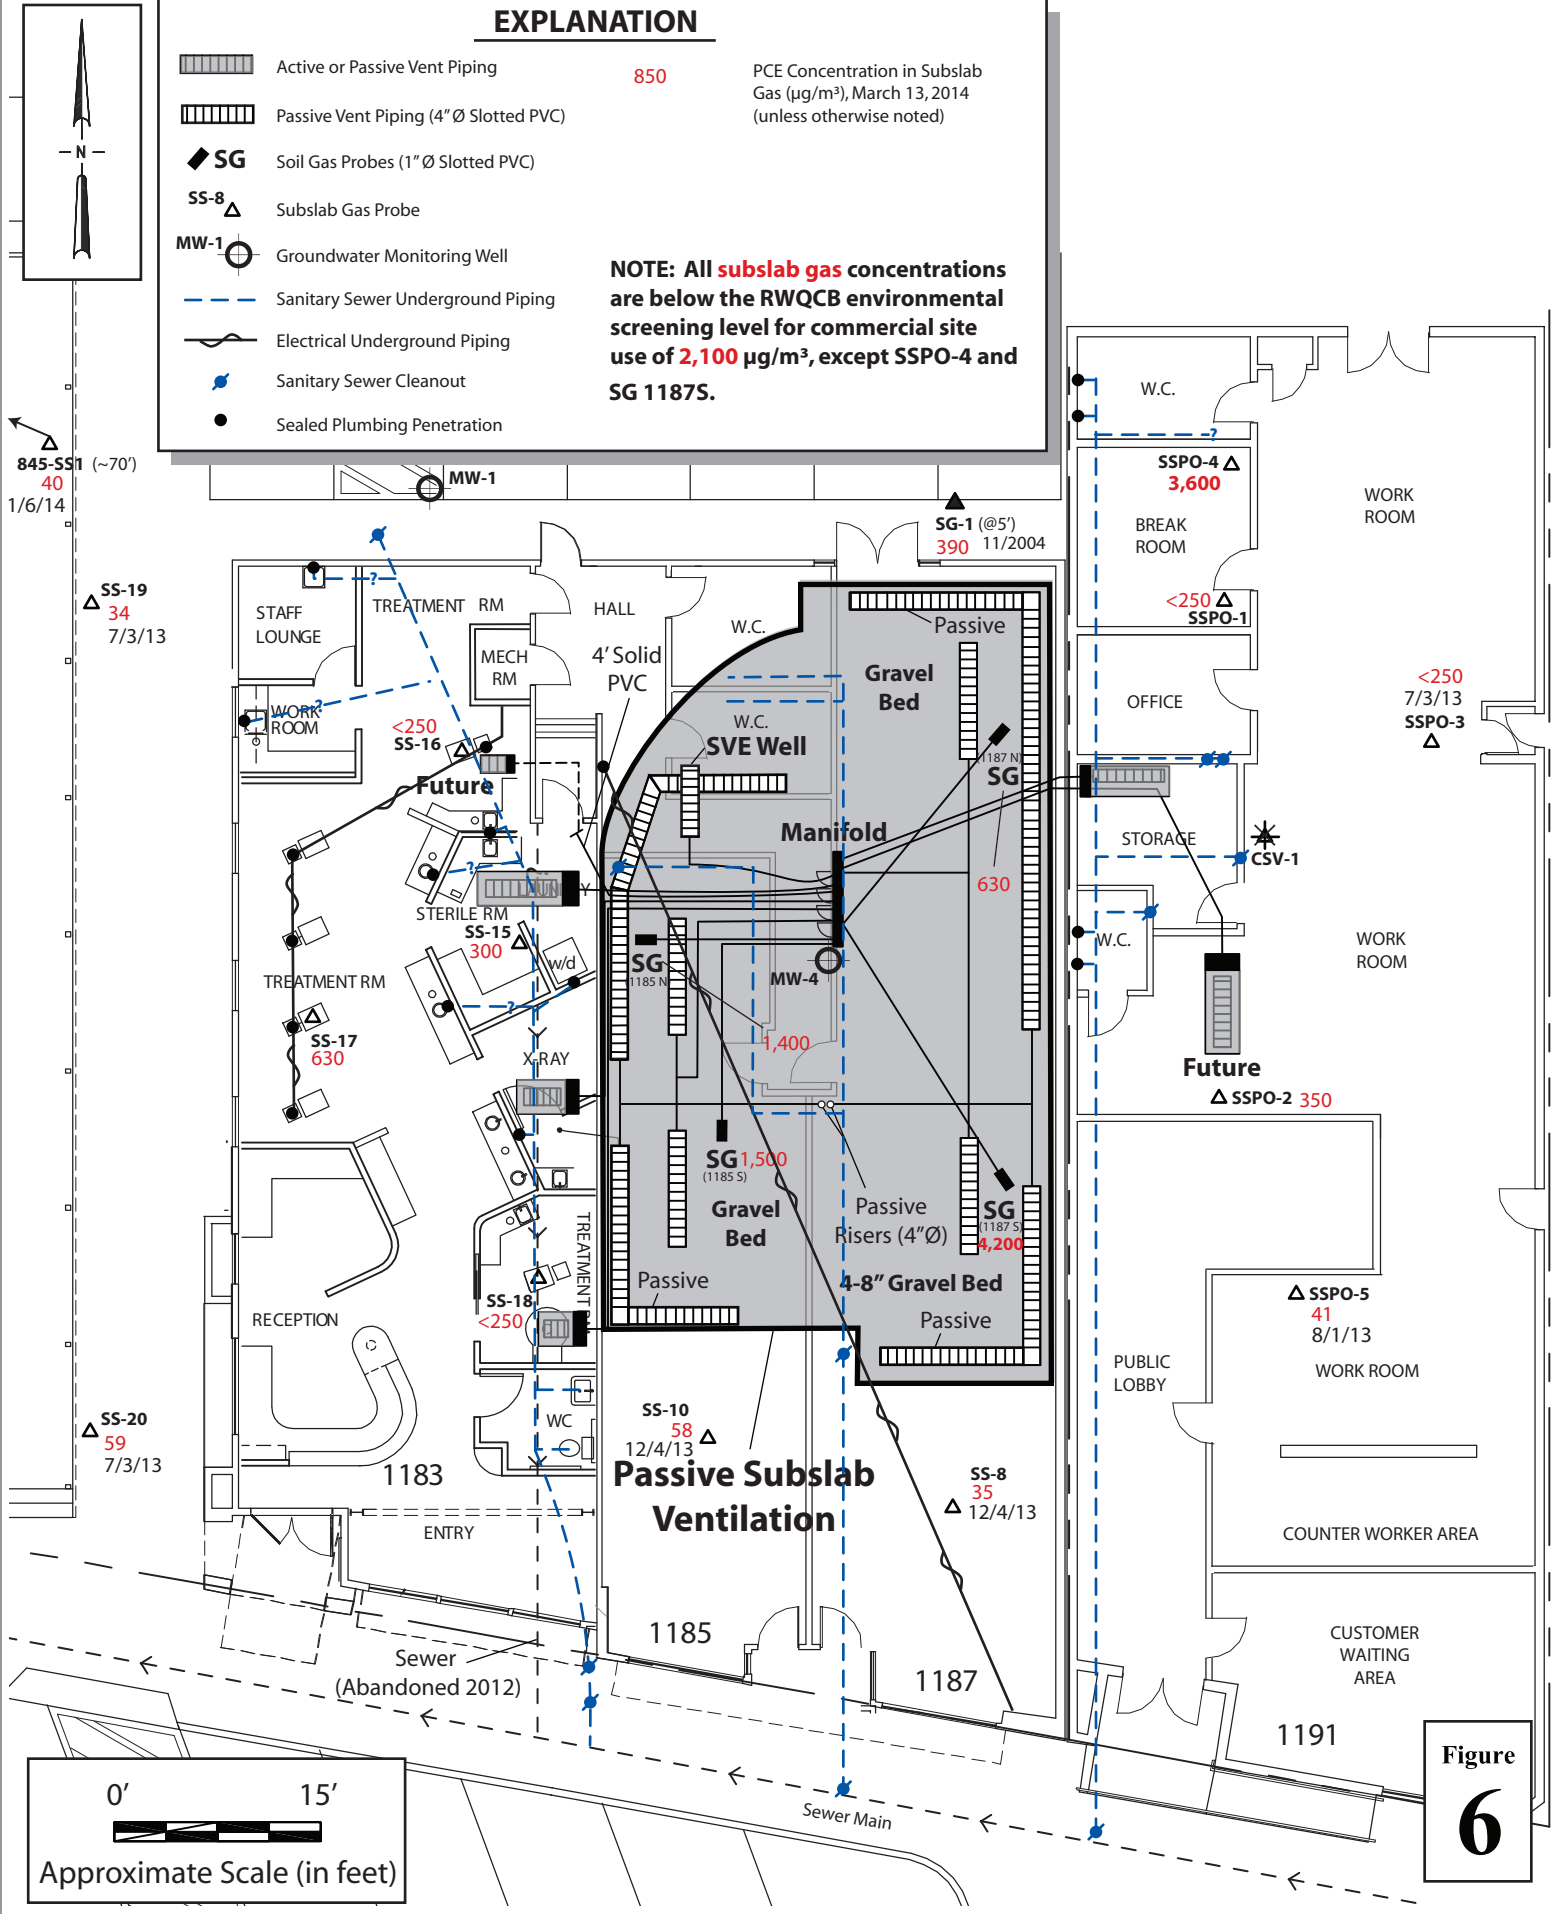 EXPLANATION
Active or Passive Vent Piping
Passive Vent Piping (4" Ø Slotted PVC)
SG Soil Gas Probes (1" Ø Slotted PVC)
SS-8 Subslab Gas Probe
MW-1 Groundwater Monitoring Well
Sanitary Sewer Underground Piping
Electrical Underground Piping
Sanitary Sewer Cleanout
Sealed Plumbing Penetration
850
PCE Concentration in Subslab
Gas (µg/m³), March 13, 2014
(unless otherwise noted)
NOTE: All subslab gas concentrations
are below the RWQCB environmental
screening level for commercial site
use of 2,100 µg/m³, except SSPO-4 and
SG 1187S.
N
845-SS1 (~70')
40
1/6/14
MW-1
SG-1 (@5')
390 11/2004
SS-19
34
7/3/13
STAFF
LOUNGE
?
TREATMENT RM
HALL
MECH
RM
4' Solid
PVC
W.C.
Passive
Gravel
Bed
WORK
ROOM
?
<250
SS-16
Future
W.C.
SVE Well
(1187 N)
SG
Manifold
630
?
LAUNDRY
STERILE RM
SS-15
300
w/d
TREATMENT RM
?
SG
(1185 N)
MW-4
SS-17
630
X-RAY
1,400
SG 1,500
(1185 S)
Gravel
Bed
Passive
Risers (4"Ø)
SG
(1187 S)
4,200
4-8" Gravel Bed
Passive
Passive
TREATMENT
SS-18
<250
RECEPTION
WC
SS-10
58
12/4/13
Passive Subslab
Ventilation
SS-8
35
12/4/13
SS-20
59
7/3/13
1183
ENTRY
1185
1187
Sewer
(Abandoned 2012)
Sewer Main
W.C.
?
SSPO-4
3,600
BREAK
ROOM
WORK
ROOM
<250
SSPO-1
OFFICE
<250
7/3/13
SSPO-3
STORAGE
CSV-1
W.C.
WORK
ROOM
Future
SSPO-2 350
SSPO-5
41
8/1/13
WORK ROOM
PUBLIC
LOBBY
COUNTER WORKER AREA
CUSTOMER
WAITING
AREA
1191
0' 15'
Approximate Scale (in feet)
Figure
6